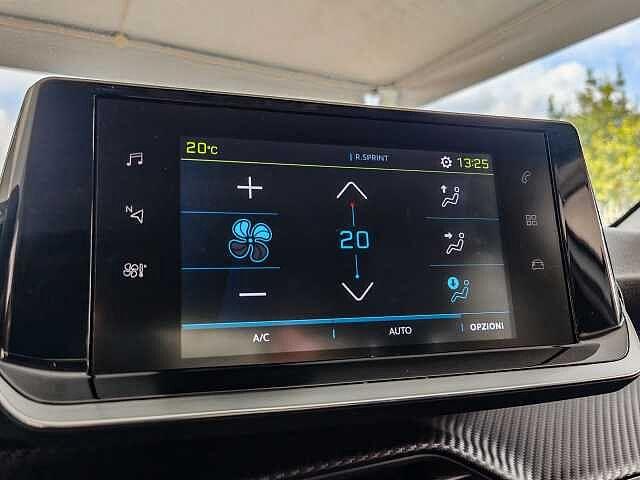 20°C
R.SPRINT
13:25
N
20
A/C
AUTO
OPZIONI